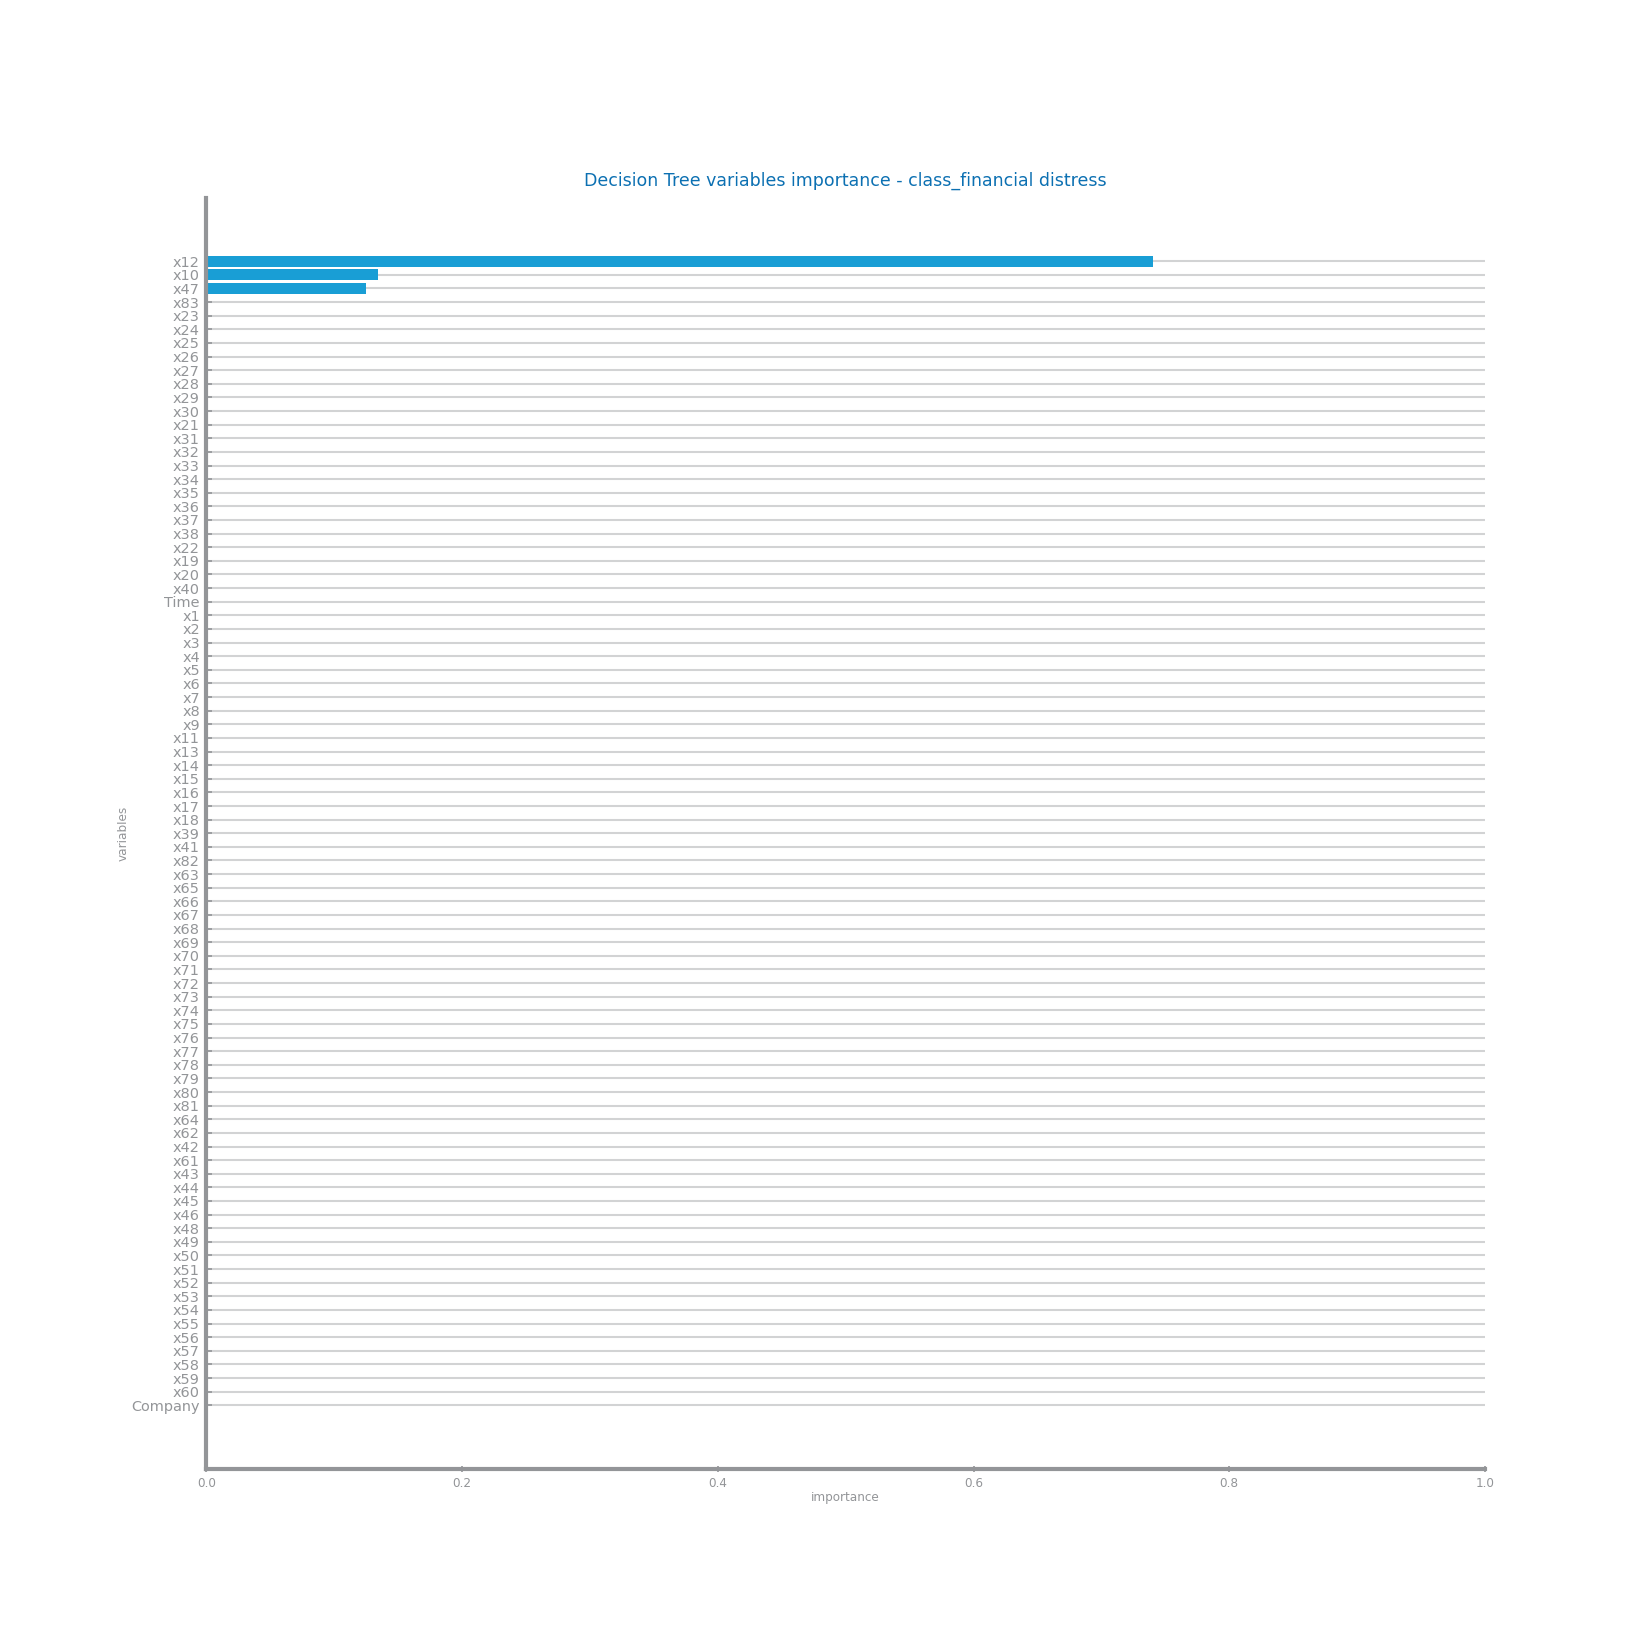 Decision Tree variables importance - class_financial distress
x12
x10
x47
x83
x23
x24
x25
x26
x27
x28
x29
x30
x21
x31
x32
x33
x34
x35
x36
x37
x38
x22
x19
x20
x40
Time
x1
x2
x3
x4
x5
x6
x7
x8
x9
x11
x13
x14
x15
x16
x17
x18
x39
x41
x82
x63
x65
x66
x67
x68
x69
x70
x71
x72
x73
x74
x75
x76
x77
x78
x79
x80
x81
x64
x62
x42
x61
x43
x44
x45
x46
x48
x49
x50
x51
x52
x53
x54
x55
x56
x57
x58
x59
x60
Company
variables
0.0 0.2 0.4 0.6 0.8 1.0
importance